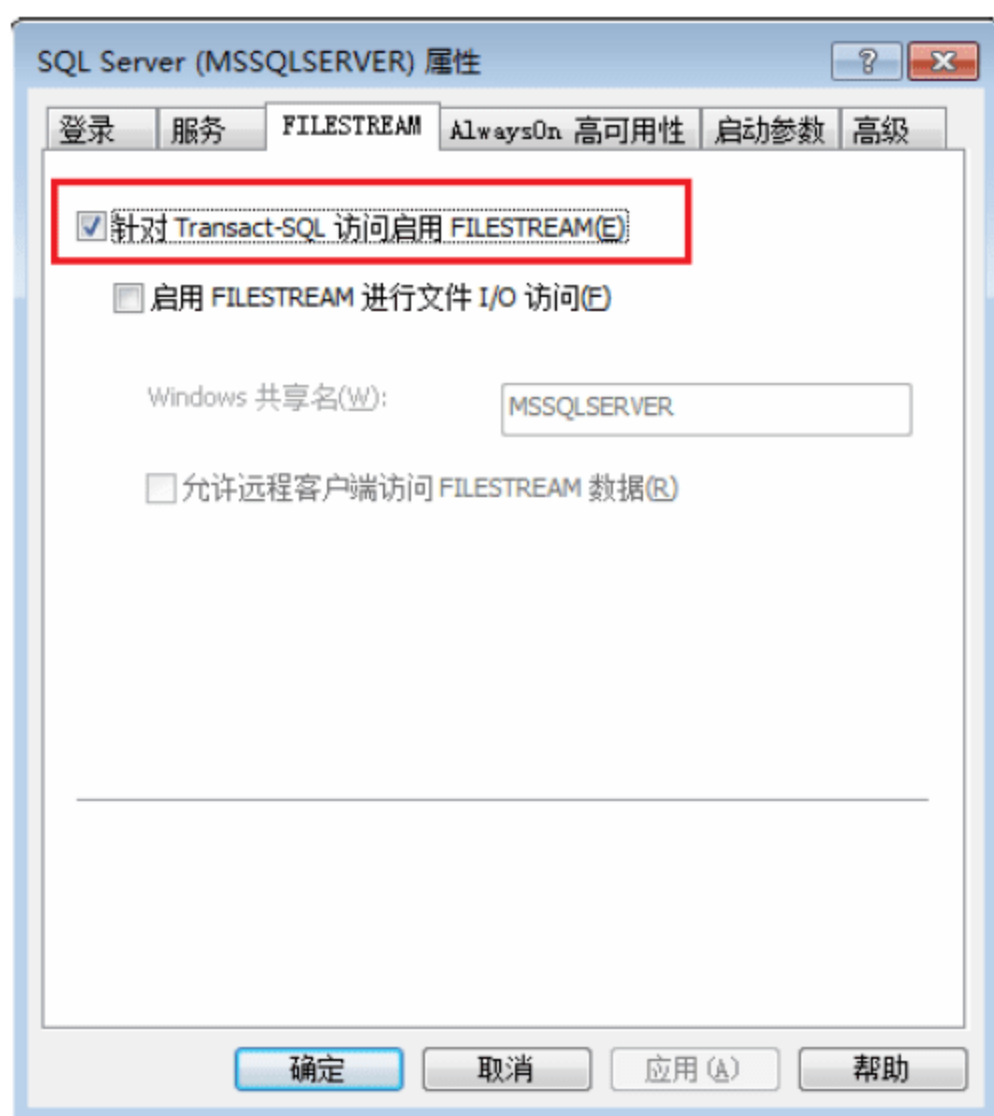 SQL Server (MSSQLSERVER) 属性
登录 服务 FILESTREAM AlwaysOn 高可用性 启动参数 高级
针对 Transact-SQL 访问启用 FILESTREAM(E)
启用 FILESTREAM 进行文件 I/O 访问(F)
Windows 共享名(W): MSSQLSERVER
允许远程客户端访问 FILESTREAM 数据(R)
确定 取消 应用(A) 帮助